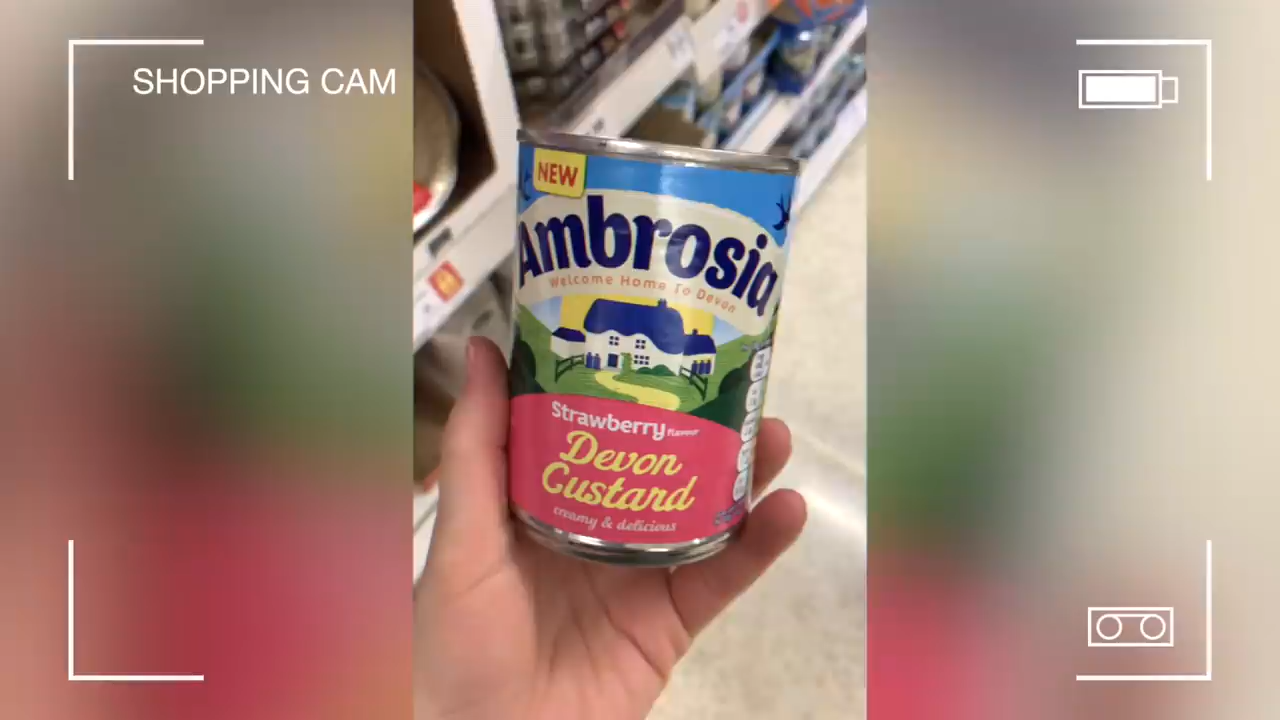 SHOPPING CAM
NEW
Ambrosia
Welcome Home To Devon
Strawberry Flavour
Devon
Custard
creamy & delicious